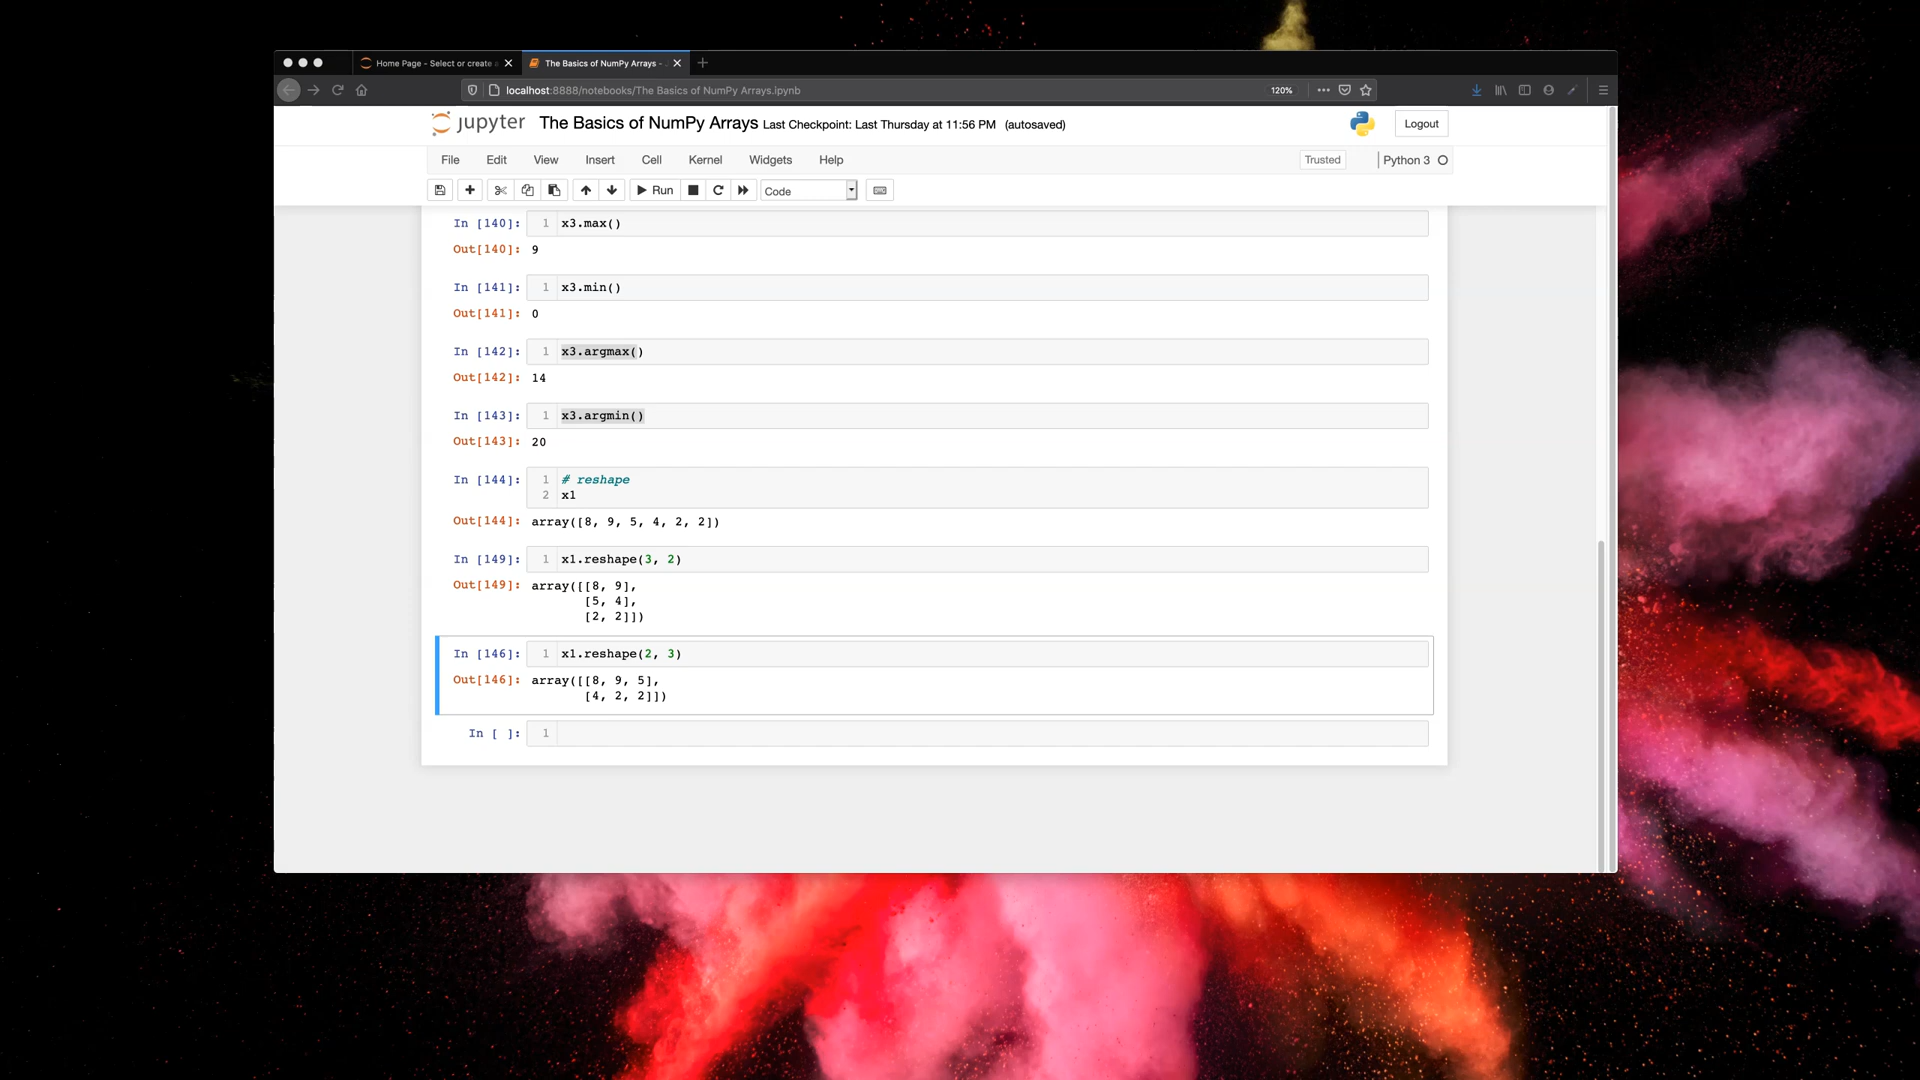 Home Page - Select or create a
The Basics of NumPy Arrays -
localhost:8888/notebooks/The Basics of NumPy Arrays.ipynb
120%
jupyter The Basics of NumPy Arrays Last Checkpoint: Last Thursday at 11:56 PM (autosaved)
Logout
File Edit View Insert Cell Kernel Widgets Help
Trusted
Python 3
Run
Code
In [140]: 1 x3.max()
Out[140]: 9
In [141]: 1 x3.min()
Out[141]: 0
In [142]: 1 x3.argmax()
Out[142]: 14
In [143]: 1 x3.argmin()
Out[143]: 20
In [144]: 1 # reshape
2 x1
Out[144]: array([8, 9, 5, 4, 2, 2])
In [149]: 1 x1.reshape(3, 2)
Out[149]: array([[8, 9],
[5, 4],
[2, 2]])
In [146]: 1 x1.reshape(2, 3)
Out[146]: array([[8, 9, 5],
[4, 2, 2]])
In [ ]: 1